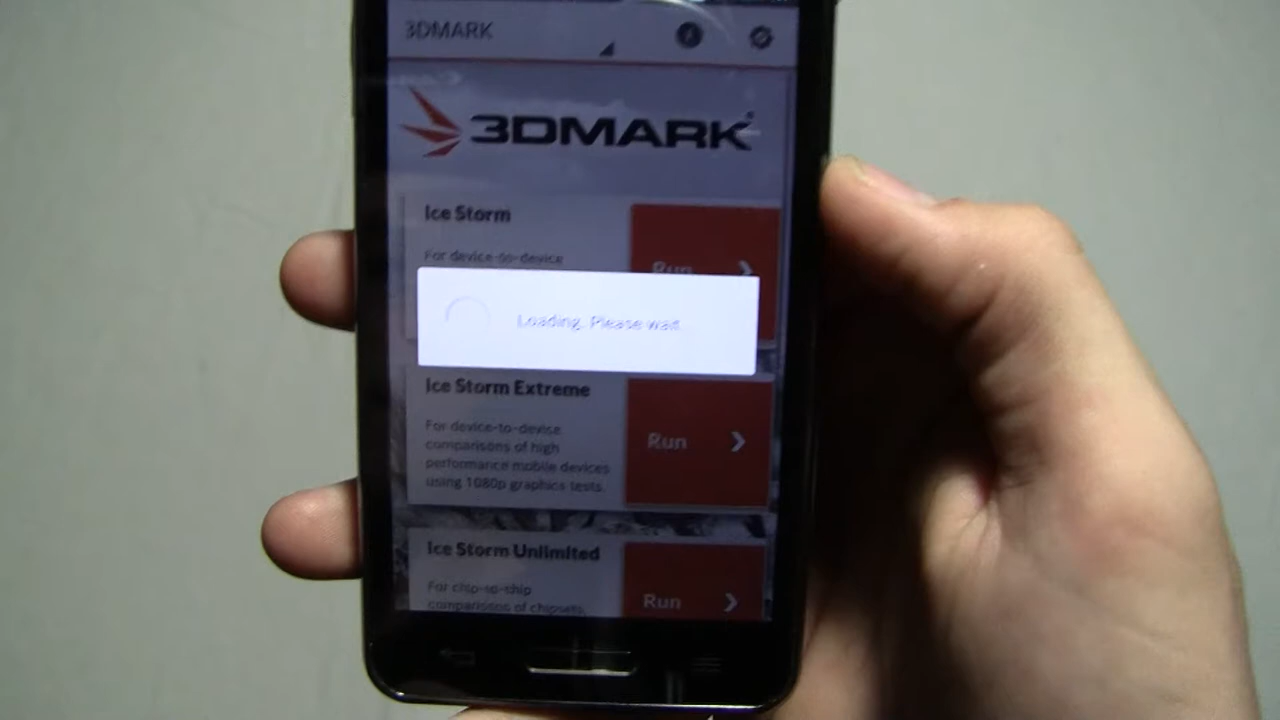 3DMARK
3DMARK
Ice Storm
For device-to-device
Run
Loading. Please wait.
Ice Storm Extreme
For device-to-device
comparisons of high
performance mobile devices
using 1080p graphics tests.
Run
Ice Storm Unlimited
For chip-to-chip
comparisons of chipsets,
Run